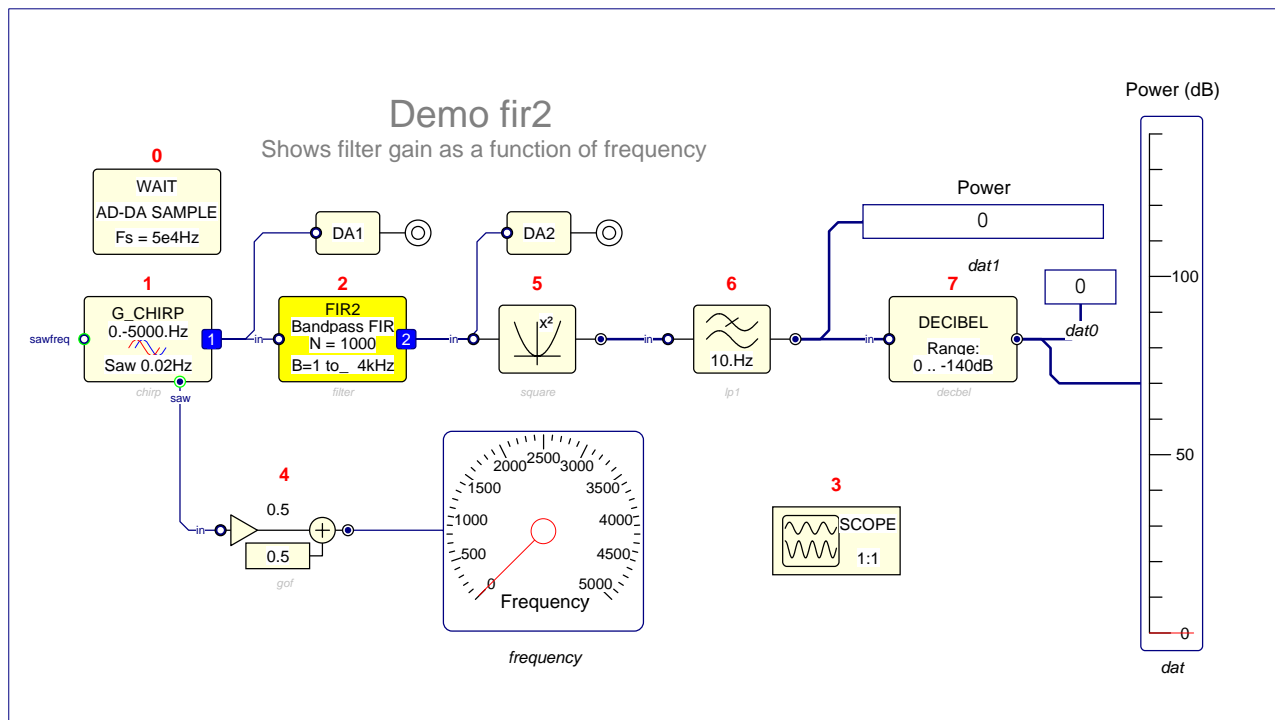 Power (dB)
Demo fir2
Shows filter gain as a function of frequency
0
WAIT
AD-DA SAMPLE
Fs = 5e4Hz
DA1
DA2
Power
0
dat1
100
50
0
dat
1
G_CHIRP
0.-5000.Hz
Saw 0.02Hz
sawfreq
1
saw
chirp
2
in
FIR2
Bandpass FIR
N = 1000
B=1 to_ 4kHz
2
filter
5
in
x²
square
6
in
10.Hz
lp1
7
in
DECIBEL
Range:
0 .. -140dB
decbel
0
dat0
4
in
0.5
0.5
gof
0
500
1000
1500
2000
2500
3000
3500
4000
4500
5000
Frequency
frequency
3
SCOPE
1:1